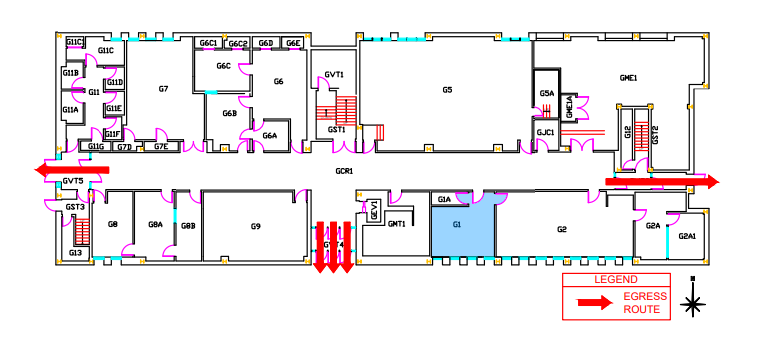 G11C1
G11C
G6C1
G6C2
G6D
G6E
G6C
G11B
G11D
G11
G7
G6
GVT1
G5
GME1
G5A
G11A
G11E
G6B
GME1A
G11F
G6A
GST1
GJC1
G12
GST2
G11G
G7D
G7E
GCR1
GVT5
GST3
G8
G8A
G8B
G9
GEV1
GMT1
G1A
G1
G2
G2A
G2A1
G13
LEGEND
EGRESS
ROUTE